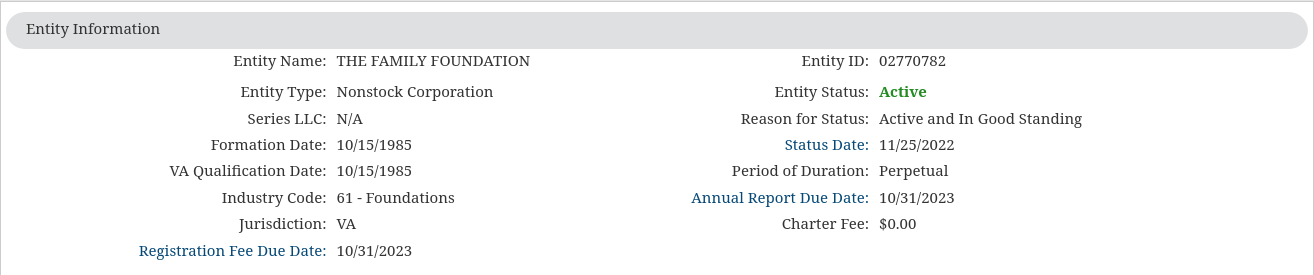 Entity Information
Entity Name: THE FAMILY FOUNDATION Entity ID: 02770782
Entity Type: Nonstock Corporation Entity Status: Active
Series LLC: N/A Reason for Status: Active and In Good Standing
Formation Date: 10/15/1985 Status Date: 11/25/2022
VA Qualification Date: 10/15/1985 Period of Duration: Perpetual
Industry Code: 61 - Foundations Annual Report Due Date: 10/31/2023
Jurisdiction: VA Charter Fee: $0.00
Registration Fee Due Date: 10/31/2023